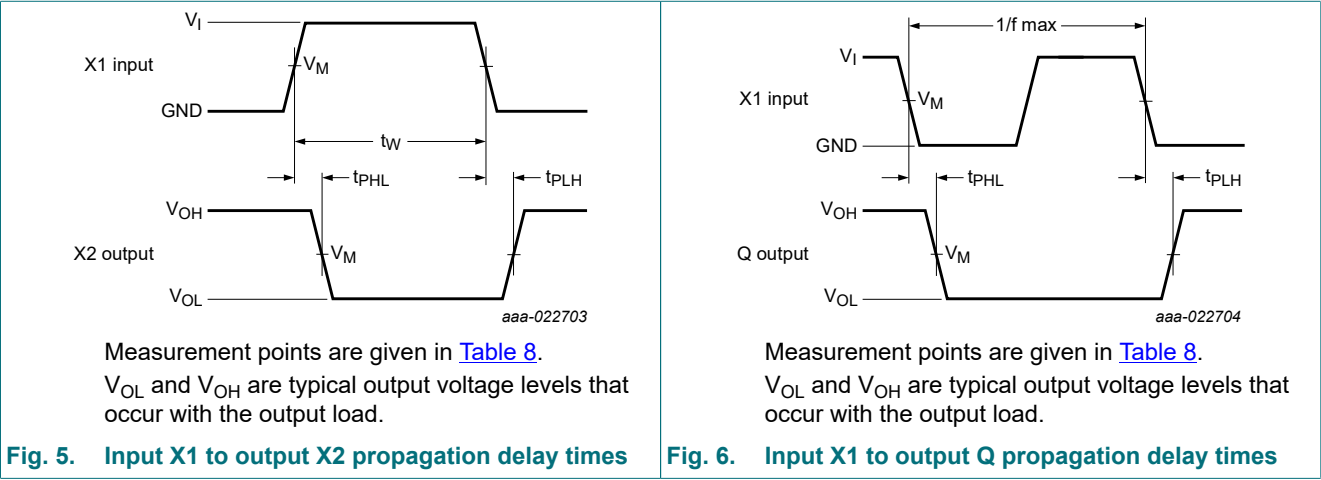 VI
X1 input
VM
GND
tW
tPHL
tPLH
VOH
X2 output
VM
VOL
aaa-022703
Measurement points are given in Table 8.
VOL and VOH are typical output voltage levels that
occur with the output load.
Fig. 5. Input X1 to output X2 propagation delay times
1/f max
VI
X1 input
VM
GND
tPHL
tPLH
VOH
Q output
VM
VOL
aaa-022704
Measurement points are given in Table 8.
VOL and VOH are typical output voltage levels that
occur with the output load.
Fig. 6. Input X1 to output Q propagation delay times